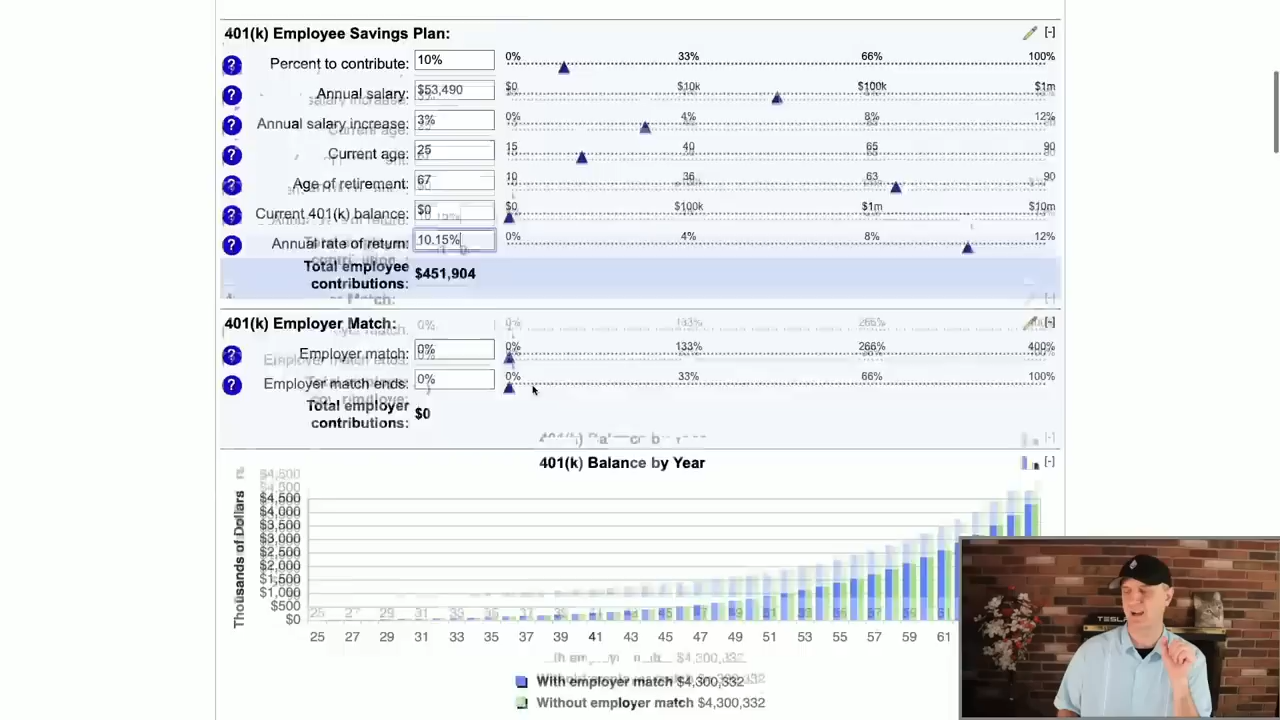 401(k) Employee Savings Plan: [-]
? Percent to contribute: 10% 0% 33% 66% 100%
? Annual salary: $53,490 $0 $10k $100k $1m
? Annual salary increase: 3% 0% 4% 8% 12%
? Current age: 25 15 40 65 90
? Age of retirement: 67 10 36 63 90
? Current 401(k) balance: $0 $0 $100k $1m $10m
? Annual rate of return: 10.15% 0% 4% 8% 12%
Total employee
contributions: $451,904
401(k) Employer Match: [-]
? Employer match: 0% 0% 133% 266% 400%
? Employer match ends: 0% 0% 33% 66% 100%
Total employer
contributions: $0
401(k) Balance by Year [-]
Thousands of Dollars
$4,500
$4,000
$3,500
$3,000
$2,500
$2,000
$1,500
$1,000
$500
$0
25 27 29 31 33 35 37 39 41 43 45 47 49 51 53 55 57 59 61
With employer match $4,300,332
Without employer match $4,300,332
TESLA